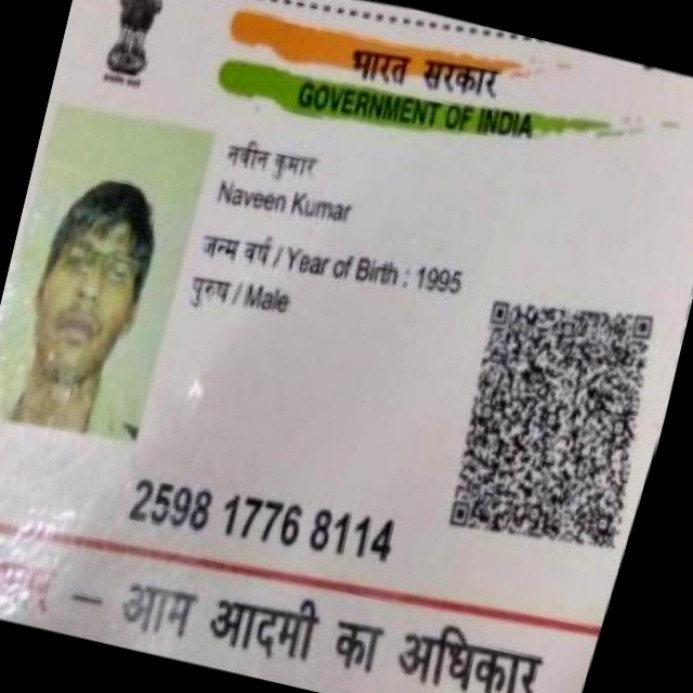 भारत सरकार
GOVERNMENT OF INDIA
नवीन कुमार
Naveen Kumar
जन्म वर्ष / Year of Birth : 1995
पुरुष / Male
2598 1776 8114
– आम आदमी का अधिकार